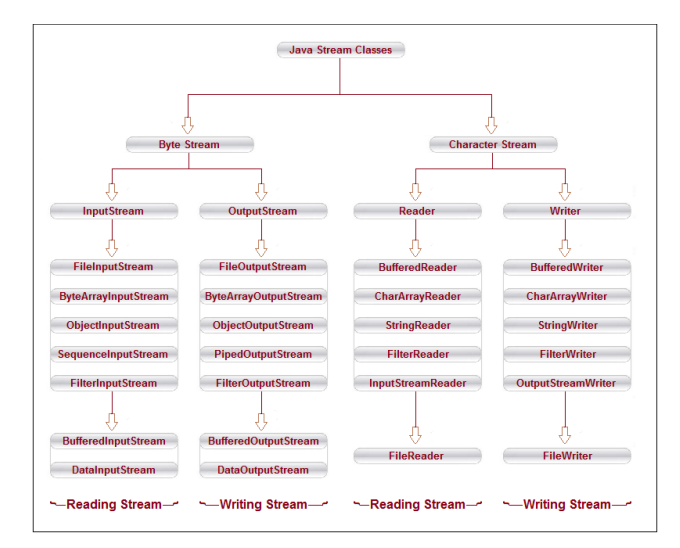 Java Stream Classes
Byte Stream
Character Stream
InputStream
OutputStream
Reader
Writer
FileInputStream
FileOutputStream
BufferedReader
BufferedWriter
ByteArrayInputStream
ByteArrayOutputStream
CharArrayReader
CharArrayWriter
ObjectInputStream
ObjectOutputStream
StringReader
StringWriter
SequenceInputStream
PipedOutputStream
FilterReader
FilterWriter
FilterInputStream
FilterOutputStream
InputStreamReader
OutputStreamWriter
BufferedInputStream
BufferedOutputStream
FileReader
FileWriter
DataInputStream
DataOutputStream
Reading Stream
Writing Stream
Reading Stream
Writing Stream